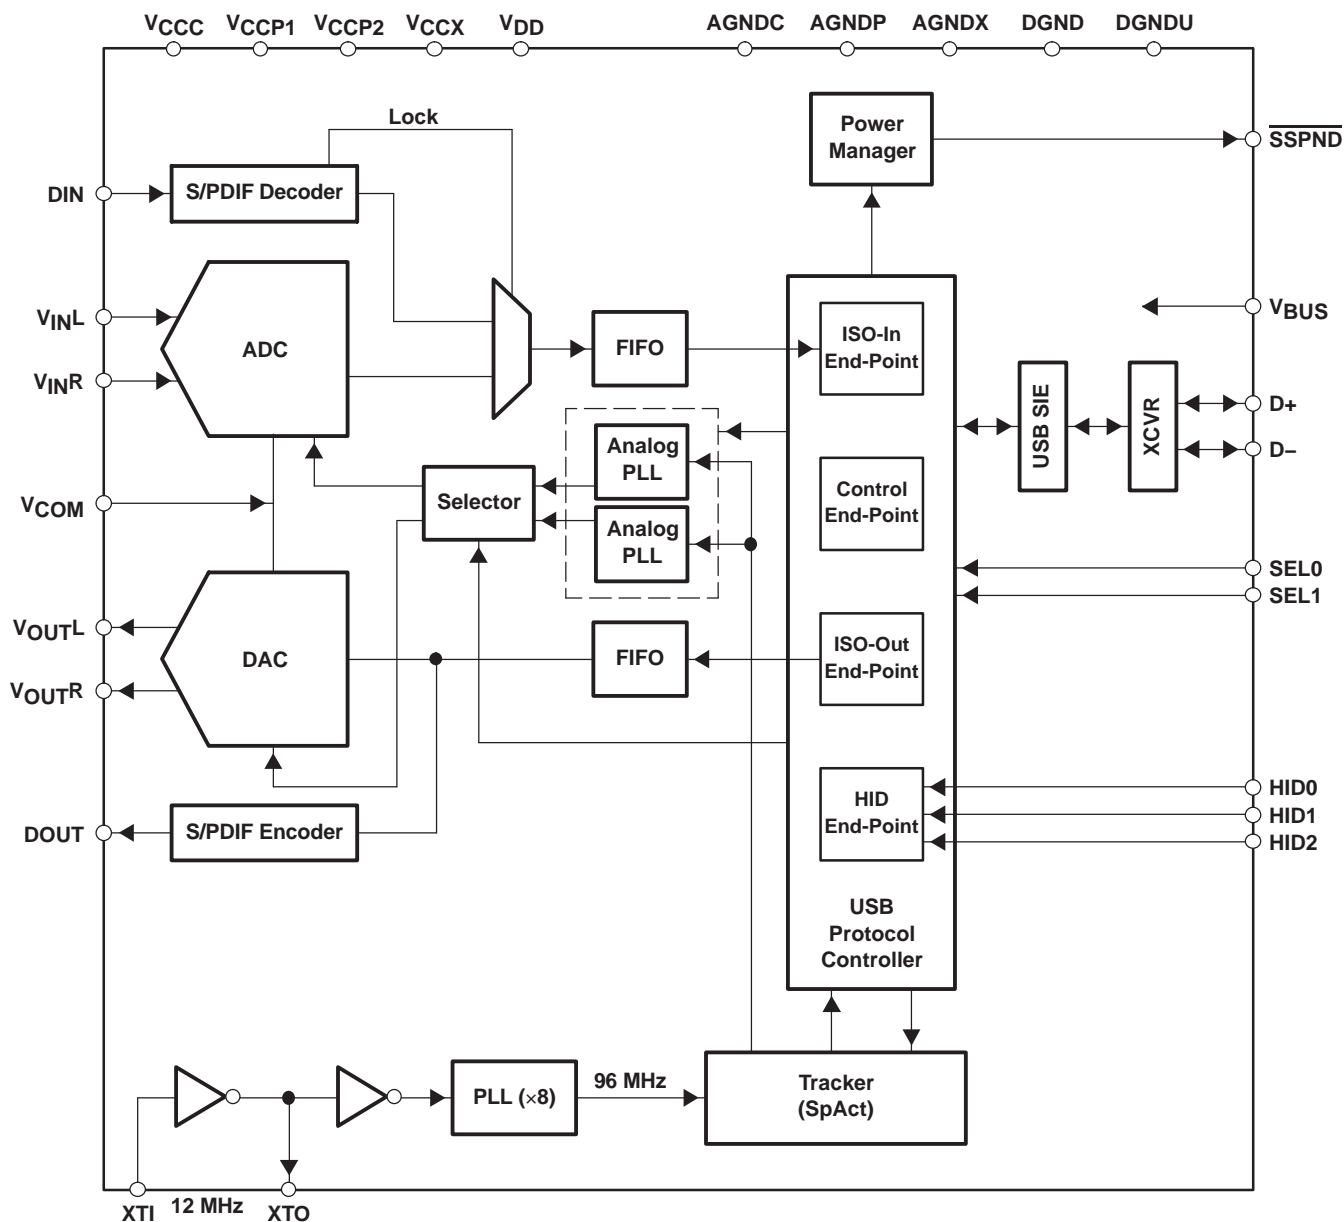 VCCC VCCP1 VCCP2 VCCX VDD AGNDC AGNDP AGNDX DGND DGNDU
Lock
Power
Manager
SSPND
DIN
S/PDIF Decoder
VINL
VINR
ADC
FIFO
ISO-In
End-Point
VBUS
USB SIE
XCVR
D+
D–
Analog
PLL
Selector
VCOM
Analog
PLL
Control
End-Point
SEL0
SEL1
VOUTL
VOUTR
DAC
FIFO
ISO-Out
End-Point
HID
End-Point
HID0
HID1
HID2
DOUT
S/PDIF Encoder
USB
Protocol
Controller
PLL (×8)
96 MHz
Tracker
(SpAct)
XTI
12 MHz
XTO